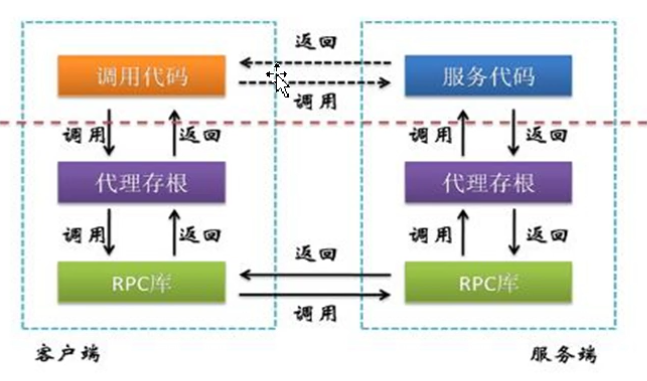 返回
调用代码
服务代码
调用
调用 返回 调用 返回
代理存根
代理存根
调用 返回 调用 返回
返回
RPC库
RPC库
调用
客户端
服务端